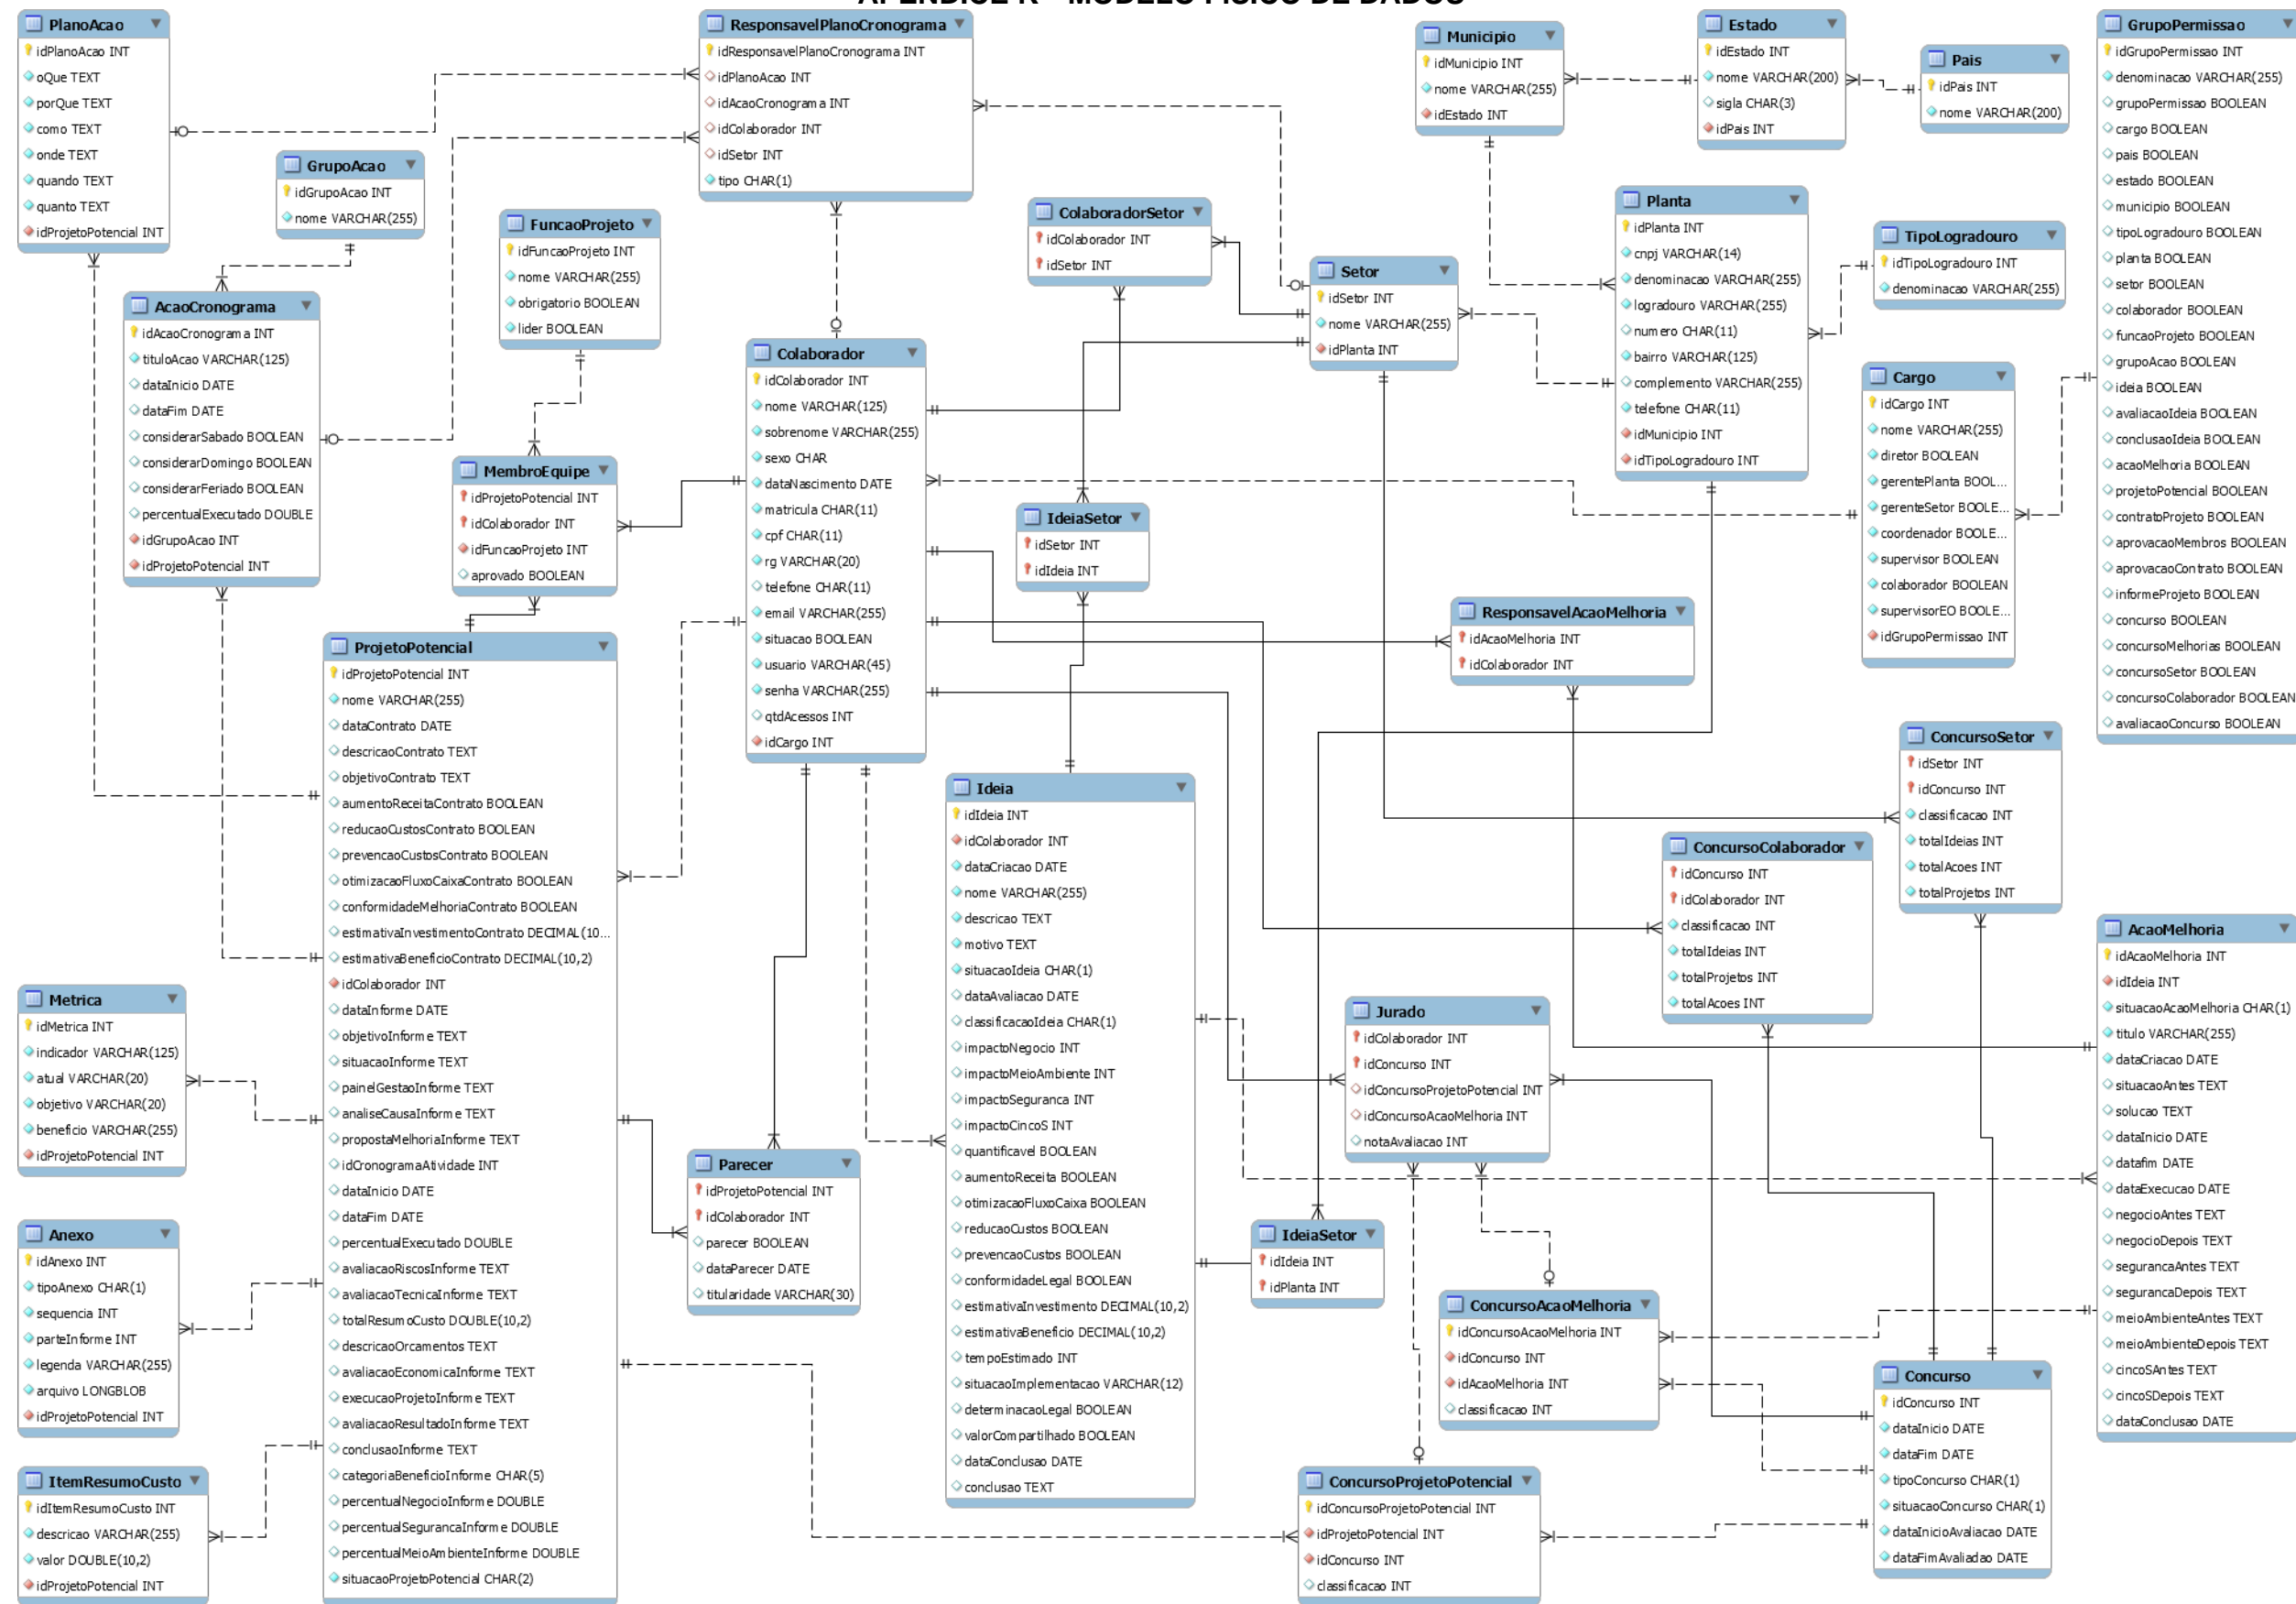 APÊNDICE - MODELO FÍSICO DE DADOS
PlanoAcao
idPlanoAcao INT
oQue TEXT
porQue TEXT
como TEXT
onde TEXT
quando TEXT
quanto TEXT
idProjetoPotencial INT
ResponsavelPlanoCronograma
idResponsavelPlanoCronograma INT
idPlanoAcao INT
idAcaoCronograma INT
idColaborador INT
idSetor INT
tipo CHAR(1)
Municipio
idMunicipio INT
nome VARCHAR(255)
idEstado INT
Estado
idEstado INT
nome VARCHAR(200)
sigla CHAR(3)
idPais INT
Pais
idPais INT
nome VARCHAR(200)
GrupoPermissao
idGrupoPermissao INT
denominacao VARCHAR(255)
grupoPermissao BOOLEAN
cargo BOOLEAN
pais BOOLEAN
estado BOOLEAN
municipio BOOLEAN
tipoLogradouro BOOLEAN
planta BOOLEAN
setor BOOLEAN
colaborador BOOLEAN
funcaoProjeto BOOLEAN
grupoAcao BOOLEAN
ideia BOOLEAN
avaliacaoIdeia BOOLEAN
conclusaoIdeia BOOLEAN
acaoMelhoria BOOLEAN
projetoPotencial BOOLEAN
contratoProjeto BOOLEAN
aprovacaoMembros BOOLEAN
aprovacaoContrato BOOLEAN
informeProjeto BOOLEAN
concurso BOOLEAN
concursoMelhorias BOOLEAN
concursoSetor BOOLEAN
concursoColaborador BOOLEAN
avaliacaoConcurso BOOLEAN
GrupoAcao
idGrupoAcao INT
nome VARCHAR(255)
FuncaoProjeto
idFuncaoProjeto INT
nome VARCHAR(255)
obrigatorio BOOLEAN
lider BOOLEAN
ColaboradorSetor
idColaborador INT
idSetor INT
Setor
idSetor INT
nome VARCHAR(255)
idPlanta INT
Planta
idPlanta INT
cnpj VARCHAR(14)
denominacao VARCHAR(255)
logradouro VARCHAR(255)
numero CHAR(11)
bairro VARCHAR(125)
complemento VARCHAR(255)
telefone CHAR(11)
idMunicipio INT
idTipoLogradouro INT
TipoLogradouro
idTipoLogradouro INT
denominacao VARCHAR(255)
AcaoCronograma
idAcaoCronograma INT
tituloAcao VARCHAR(125)
dataInicio DATE
dataFim DATE
considerarSabado BOOLEAN
considerarDomingo BOOLEAN
considerarFeriado BOOLEAN
percentualExecutado DOUBLE
idGrupoAcao INT
idProjetoPotencial INT
Colaborador
idColaborador INT
nome VARCHAR(125)
sobrenome VARCHAR(255)
sexo CHAR
dataNascimento DATE
matricula CHAR(11)
cpf CHAR(11)
rg VARCHAR(20)
telefone CHAR(11)
email VARCHAR(255)
situacao BOOLEAN
usuario VARCHAR(45)
senha VARCHAR(255)
qtdAcessos INT
idCargo INT
Cargo
idCargo INT
nome VARCHAR(255)
diretor BOOLEAN
gerentePlanta BOOL...
gerenteSetor BOOLE...
coordenador BOOLE...
supervisor BOOLEAN
colaborador BOOLEAN
supervisorEO BOOLE...
idGrupoPermissao INT
MembroEquipe
idProjetoPotencial INT
idColaborador INT
idFuncaoProjeto INT
aprovado BOOLEAN
IdeiaSetor
idSetor INT
idIdeia INT
ResponsavelAcaoMelhoria
idAcaoMelhoria INT
idColaborador INT
ProjetoPotencial
idProjetoPotencial INT
nome VARCHAR(255)
dataContrato DATE
descricaoContrato TEXT
objetivoContrato TEXT
aumentoReceitaContrato BOOLEAN
reducaoCustosContrato BOOLEAN
prevencaoCustosContrato BOOLEAN
otimizacaoFluxoCaixaContrato BOOLEAN
conformidadeMelhoriaContrato BOOLEAN
estimativaInvestimentoContrato DECIMAL(10...
estimativaBeneficioContrato DECIMAL(10,2)
idColaborador INT
dataInforme DATE
objetivoInforme TEXT
situacaoInforme TEXT
painelGestaoInforme TEXT
analiseCausaInforme TEXT
propostaMelhoriaInforme TEXT
idCronogramaAtividade INT
dataInicio DATE
dataFim DATE
percentualExecutado DOUBLE
avaliacaoRiscosInforme TEXT
avaliacaoTecnicaInforme TEXT
totalResumoCusto DOUBLE(10,2)
descricaoOrcamentos TEXT
avaliacaoEconomicaInforme TEXT
execucaoProjetoInforme TEXT
avaliacaoResultadoInforme TEXT
conclusaoInforme TEXT
categoriaBeneficioInforme CHAR(5)
percentualNegocioInforme DOUBLE
percentualSegurancaInforme DOUBLE
percentualMeioAmbienteInforme DOUBLE
situacaoProjetoPotencial CHAR(2)
Ideia
idIdeia INT
idColaborador INT
dataCriacao DATE
nome VARCHAR(255)
descricao TEXT
motivo TEXT
situacaoIdeia CHAR(1)
dataAvaliacao DATE
classificacaoIdeia CHAR(1)
impactoNegocio INT
impactoMeioAmbiente INT
impactoSeguranca INT
impactoCincoS INT
quantificavel BOOLEAN
aumentoReceita BOOLEAN
otimizacaoFluxoCaixa BOOLEAN
reducaoCustos BOOLEAN
prevencaoCustos BOOLEAN
conformidadeLegal BOOLEAN
estimativaInvestimento DECIMAL(10,2)
estimativaBeneficio DECIMAL(10,2)
tempoEstimado INT
situacaoImplementacao VARCHAR(12)
determinacaoLegal BOOLEAN
valorCompartilhado BOOLEAN
dataConclusao DATE
conclusao TEXT
ConcursoSetor
idSetor INT
idConcurso INT
classificacao INT
totalIdeias INT
totalAcoes INT
totalProjetos INT
ConcursoColaborador
idConcurso INT
idColaborador INT
classificacao INT
totalIdeias INT
totalProjetos INT
totalAcoes INT
AcaoMelhoria
idAcaoMelhoria INT
idIdeia INT
situacaoAcaoMelhoria CHAR(1)
titulo VARCHAR(255)
dataCriacao DATE
situacaoAntes TEXT
solucao TEXT
dataInicio DATE
datafim DATE
dataExecucao DATE
negocioAntes TEXT
negocioDepois TEXT
segurancaAntes TEXT
segurancaDepois TEXT
meioAmbienteAntes TEXT
meioAmbienteDepois TEXT
cincoSAntes TEXT
cincoSDepois TEXT
dataConclusao DATE
Metrica
idMetrica INT
indicador VARCHAR(125)
atual VARCHAR(20)
objetivo VARCHAR(20)
beneficio VARCHAR(255)
idProjetoPotencial INT
Jurado
idColaborador INT
idConcurso INT
idConcursoProjetoPotencial INT
idConcursoAcaoMelhoria INT
notaAvaliacao INT
Parecer
idProjetoPotencial INT
idColaborador INT
parecer BOOLEAN
dataParecer DATE
titularidade VARCHAR(30)
Anexo
idAnexo INT
tipoAnexo CHAR(1)
sequencia INT
parteInforme INT
legenda VARCHAR(255)
arquivo LONGBLOB
idProjetoPotencial INT
IdeiaSetor
idIdeia INT
idPlanta INT
ConcursoAcaoMelhoria
idConcursoAcaoMelhoria INT
idConcurso INT
idAcaoMelhoria INT
classificacao INT
Concurso
idConcurso INT
dataInicio DATE
dataFim DATE
tipoConcurso CHAR(1)
situacaoConcurso CHAR(1)
dataInicioAvaliacao DATE
dataFimAvaliadao DATE
ItemResumoCusto
idItemResumoCusto INT
descricao VARCHAR(255)
valor DOUBLE(10,2)
idProjetoPotencial INT
ConcursoProjetoPotencial
idConcursoProjetoPotencial INT
idProjetoPotencial INT
idConcurso INT
classificacao INT